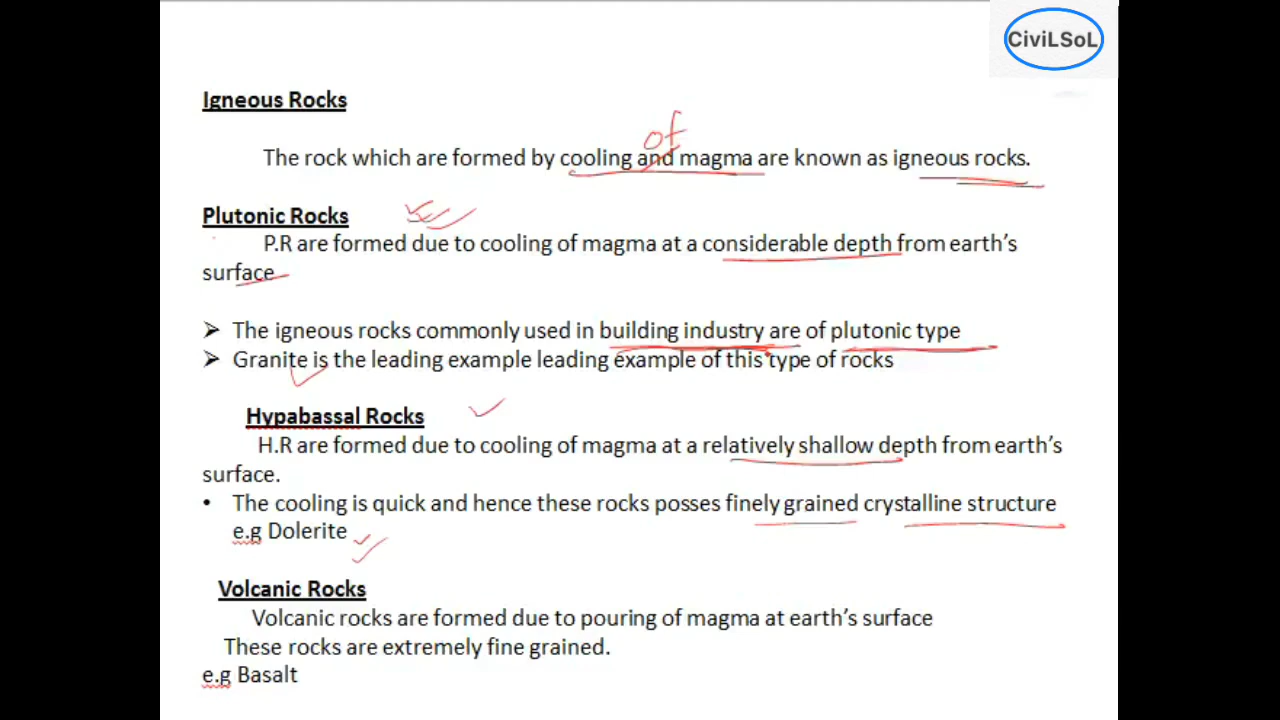 CiviLSoL
Igneous Rocks
of
The rock which are formed by cooling and magma are known as igneous rocks.
Plutonic Rocks
P.R are formed due to cooling of magma at a considerable depth from earth's
surface
➢ The igneous rocks commonly used in building industry are of plutonic type
➢ Granite is the leading example leading example of this type of rocks
Hypabassal Rocks
H.R are formed due to cooling of magma at a relatively shallow depth from earth's
surface.
• The cooling is quick and hence these rocks posses finely grained crystalline structure
e.g Dolerite
Volcanic Rocks
Volcanic rocks are formed due to pouring of magma at earth's surface
These rocks are extremely fine grained.
e.g Basalt